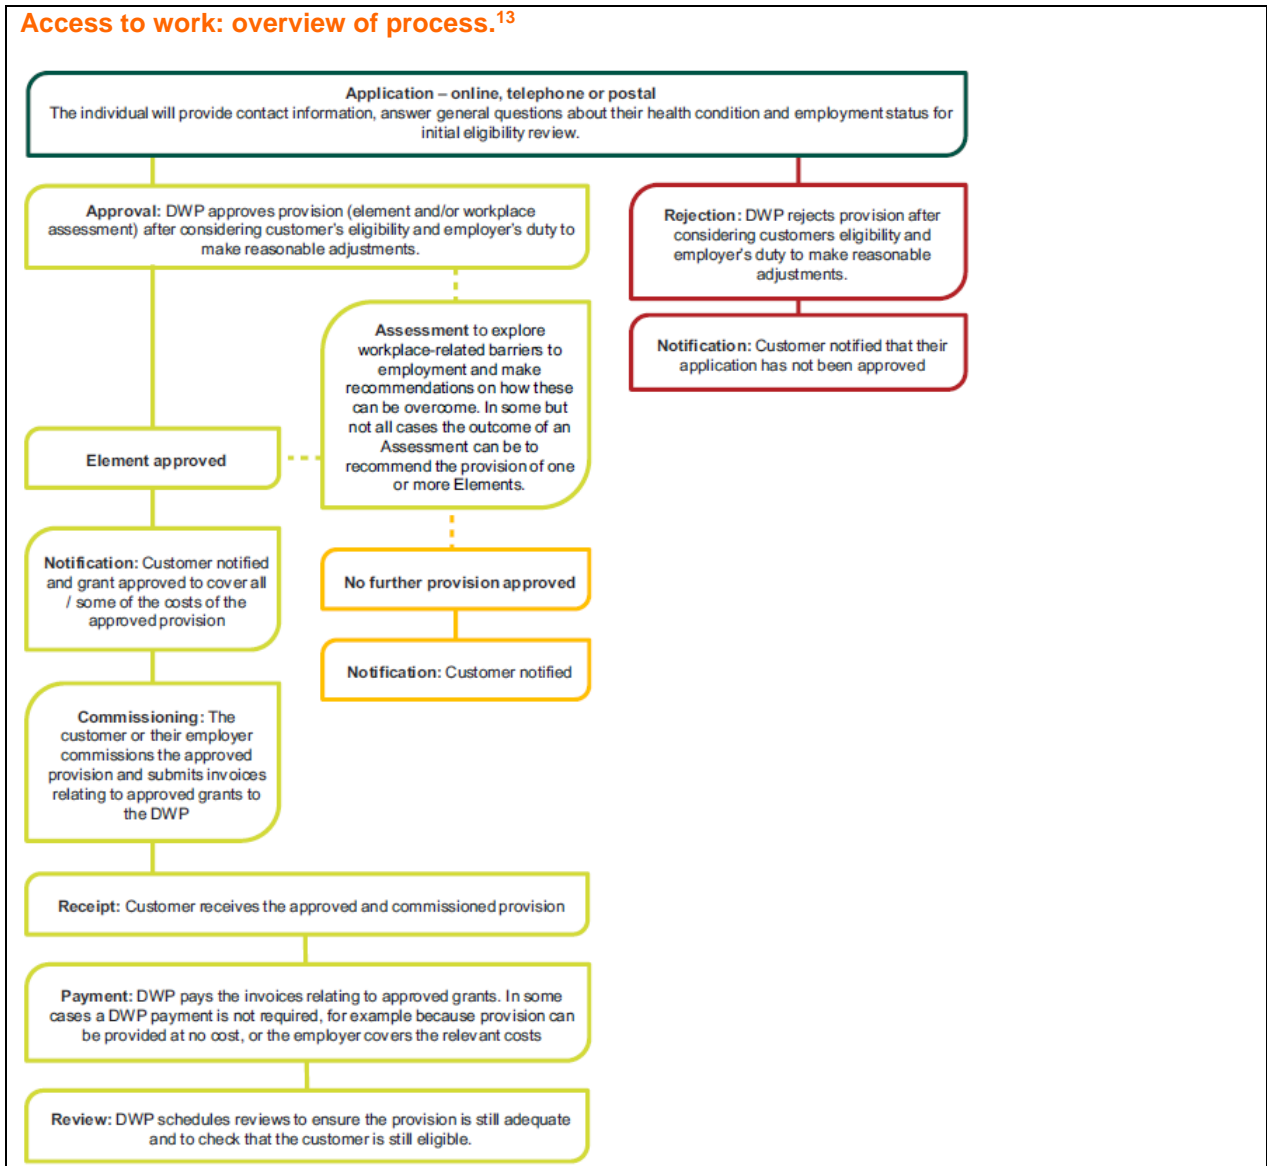 Access to work: overview of process.13
Application – online, telephone or postal
The individual will provide contact information, answer general questions about their health condition and employment status for
initial eligibility review.
Approval: DWP approves provision (element and/or workplace
assessment) after considering customer's eligibility and employer's duty to
make reasonable adjustments.
Rejection: DWP rejects provision after
considering customers eligibility and
employer's duty to make reasonable
adjustments.
Notification: Customer notified that their
application has not been approved
Assessment to explore
workplace-related barriers to
employment and make
recommendations on how these
can be overcome. In some but
not all cases the outcome of an
Assessment can be to
recommend the provision of one
or more Elements.
Element approved
Notification: Customer notified
and grant approved to cover all
/ some of the costs of the
approved provision
No further provision approved
Notification: Customer notified
Commissioning: The
customer or their employer
commissions the approved
provision and submits invoices
relating to approved grants to
the DWP
Receipt: Customer receives the approved and commissioned provision
Payment: DWP pays the invoices relating to approved grants. In some
cases a DWP payment is not required, for example because provision can
be provided at no cost, or the employer covers the relevant costs
Review: DWP schedules reviews to ensure the provision is still adequate
and to check that the customer is still eligible.